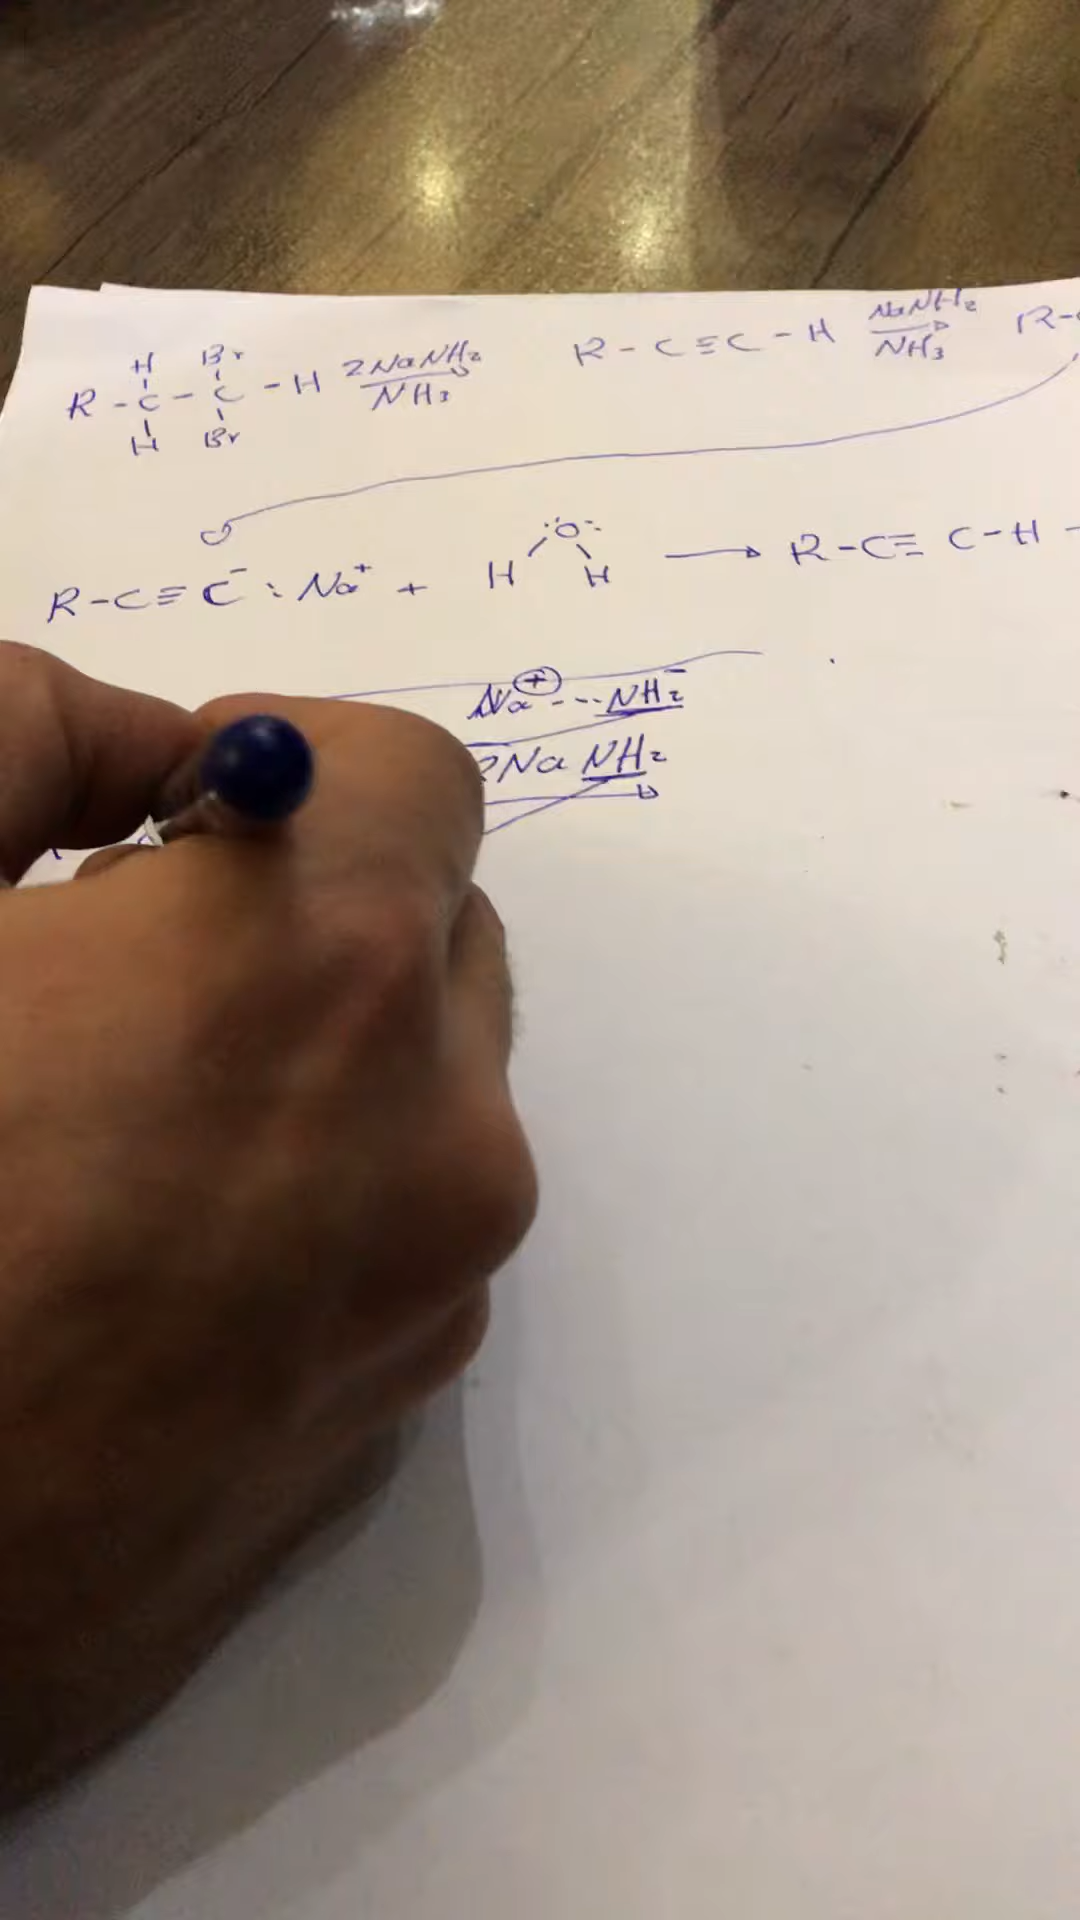 H Br
R - C - C - H 2NaNH₂ / NH₃ R - C ≡ C - H NaNH₂ / NH₃ R-
H Br
R - C ≡ C⁻ : Na⁺ + H :O: H → R - C ≡ C - H -
Na⁺ --- NH₂⁻
2Na NH₂